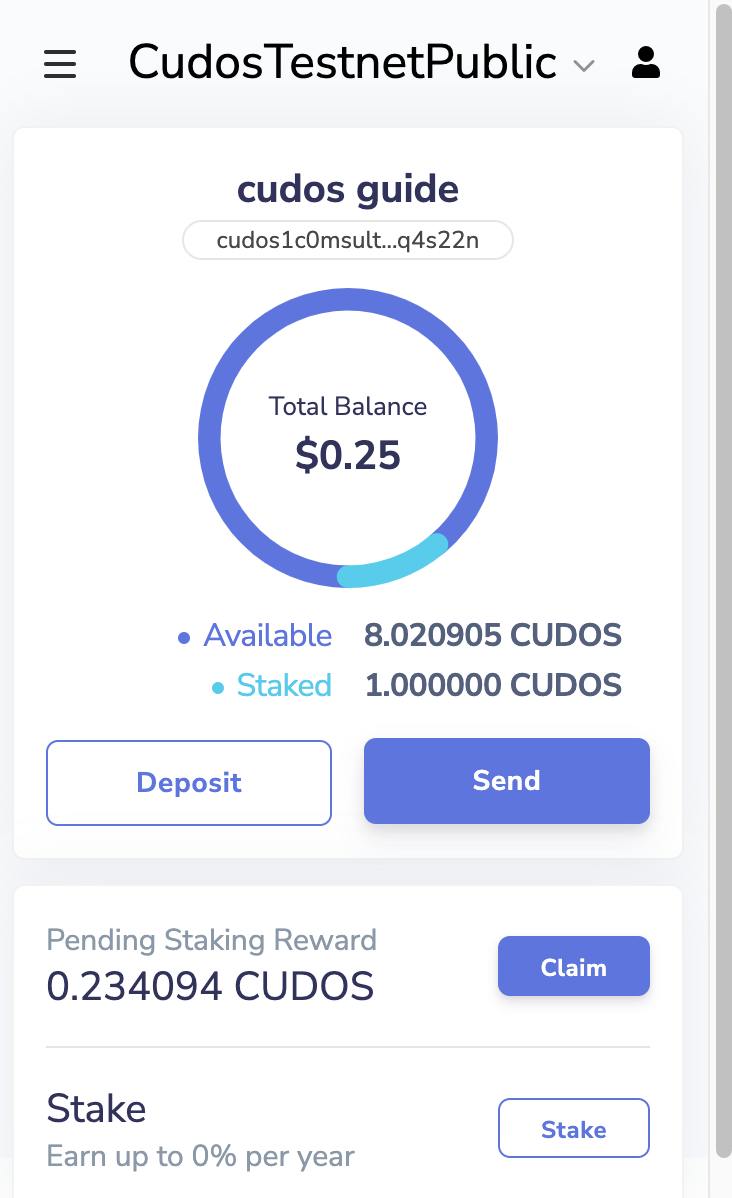 CudosTestnetPublic
cudos guide
cudos1c0msult...q4s22n
Total Balance
$0.25
Available 8.020905 CUDOS
Staked 1.000000 CUDOS
Deposit Send
Pending Staking Reward
0.234094 CUDOS
Claim
Stake
Earn up to 0% per year
Stake